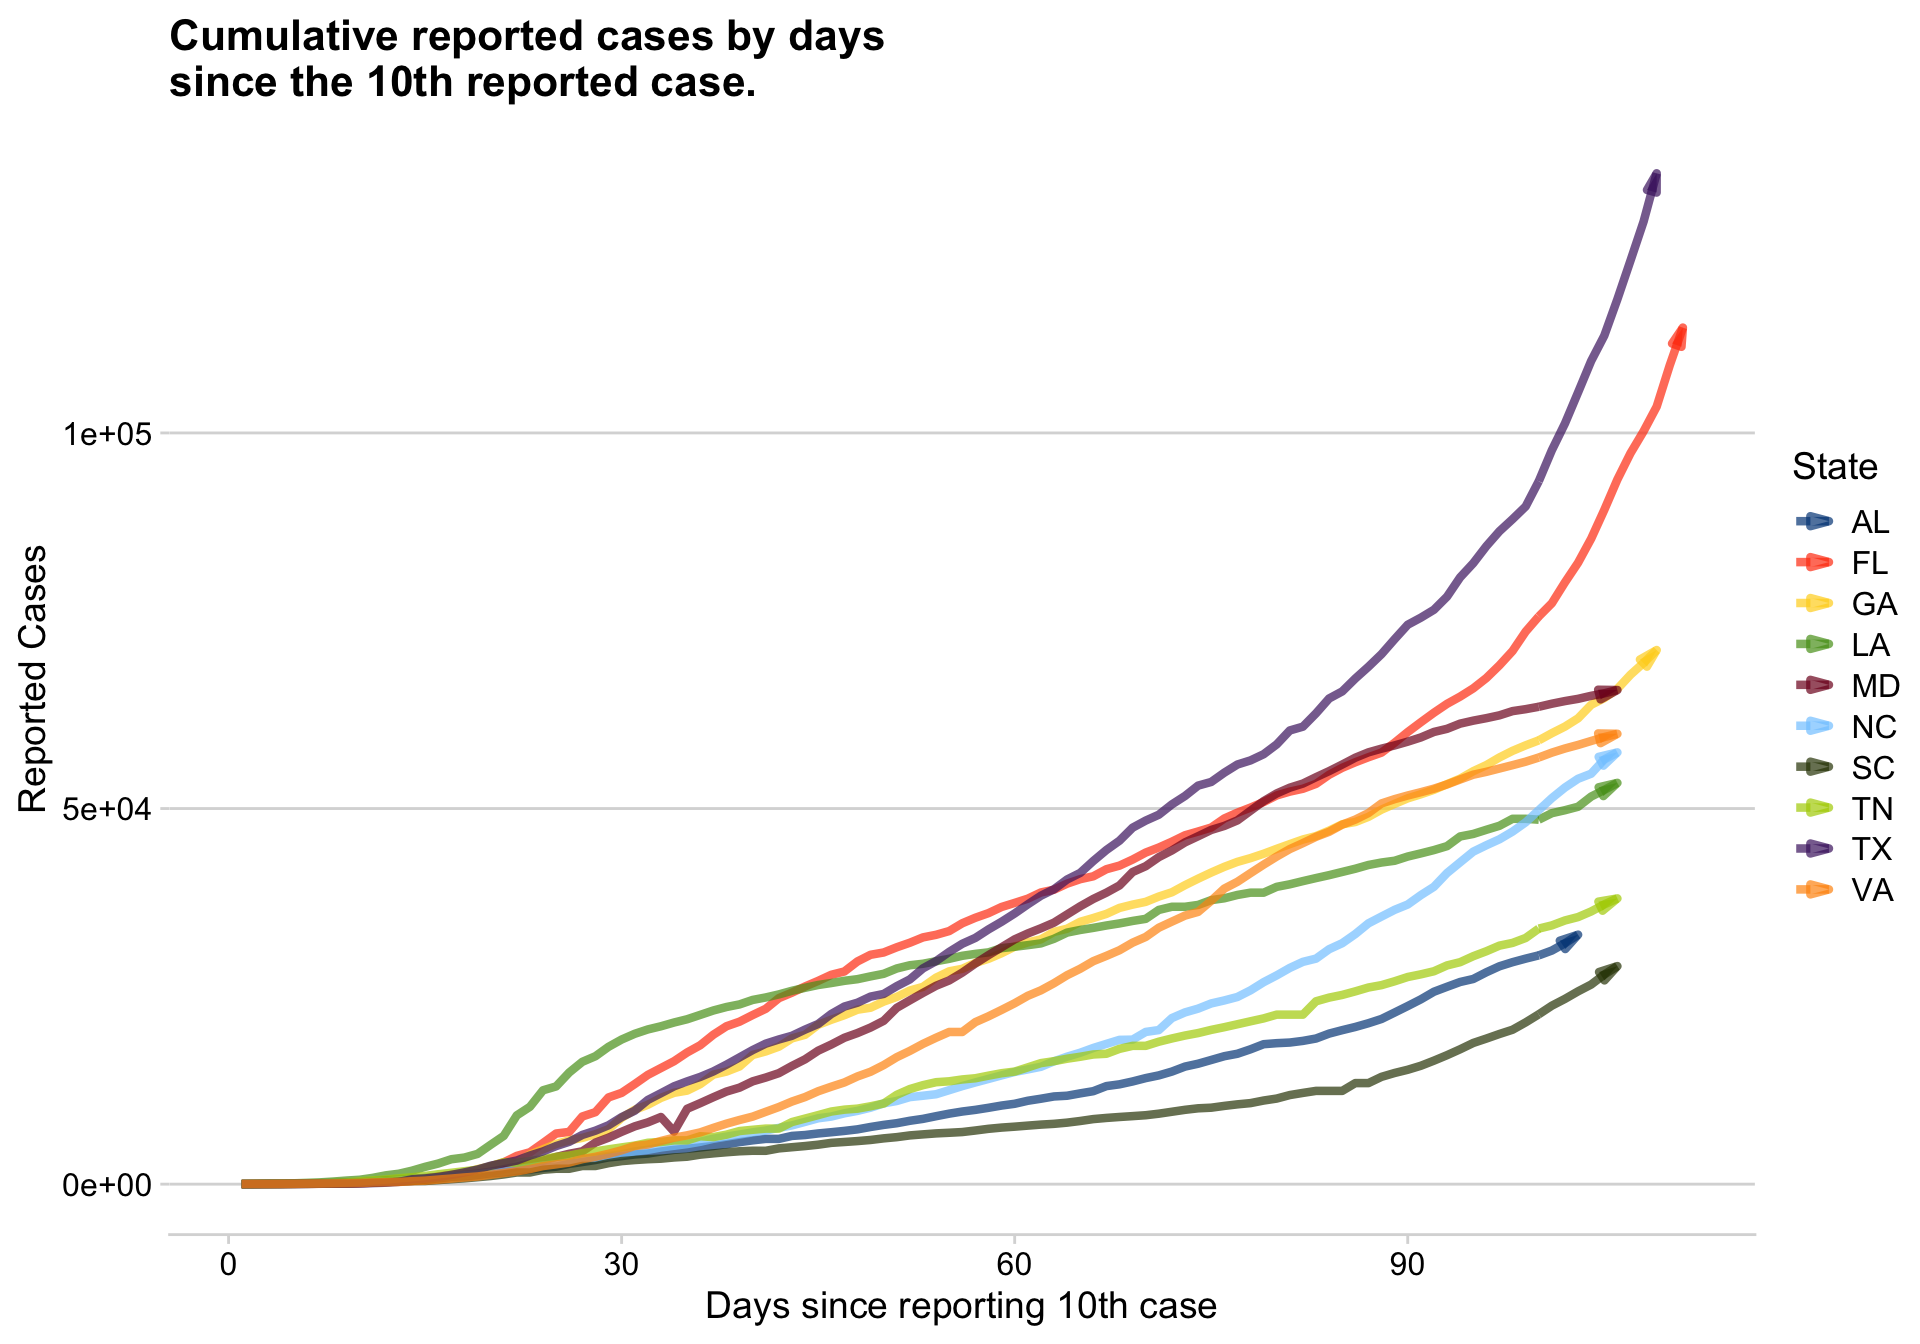 Cumulative reported cases by days
since the 10th reported case.
1e+05
5e+04
0e+00
Reported Cases
0
30
60
90
Days since reporting 10th case
State
AL
FL
GA
LA
MD
NC
SC
TN
TX
VA